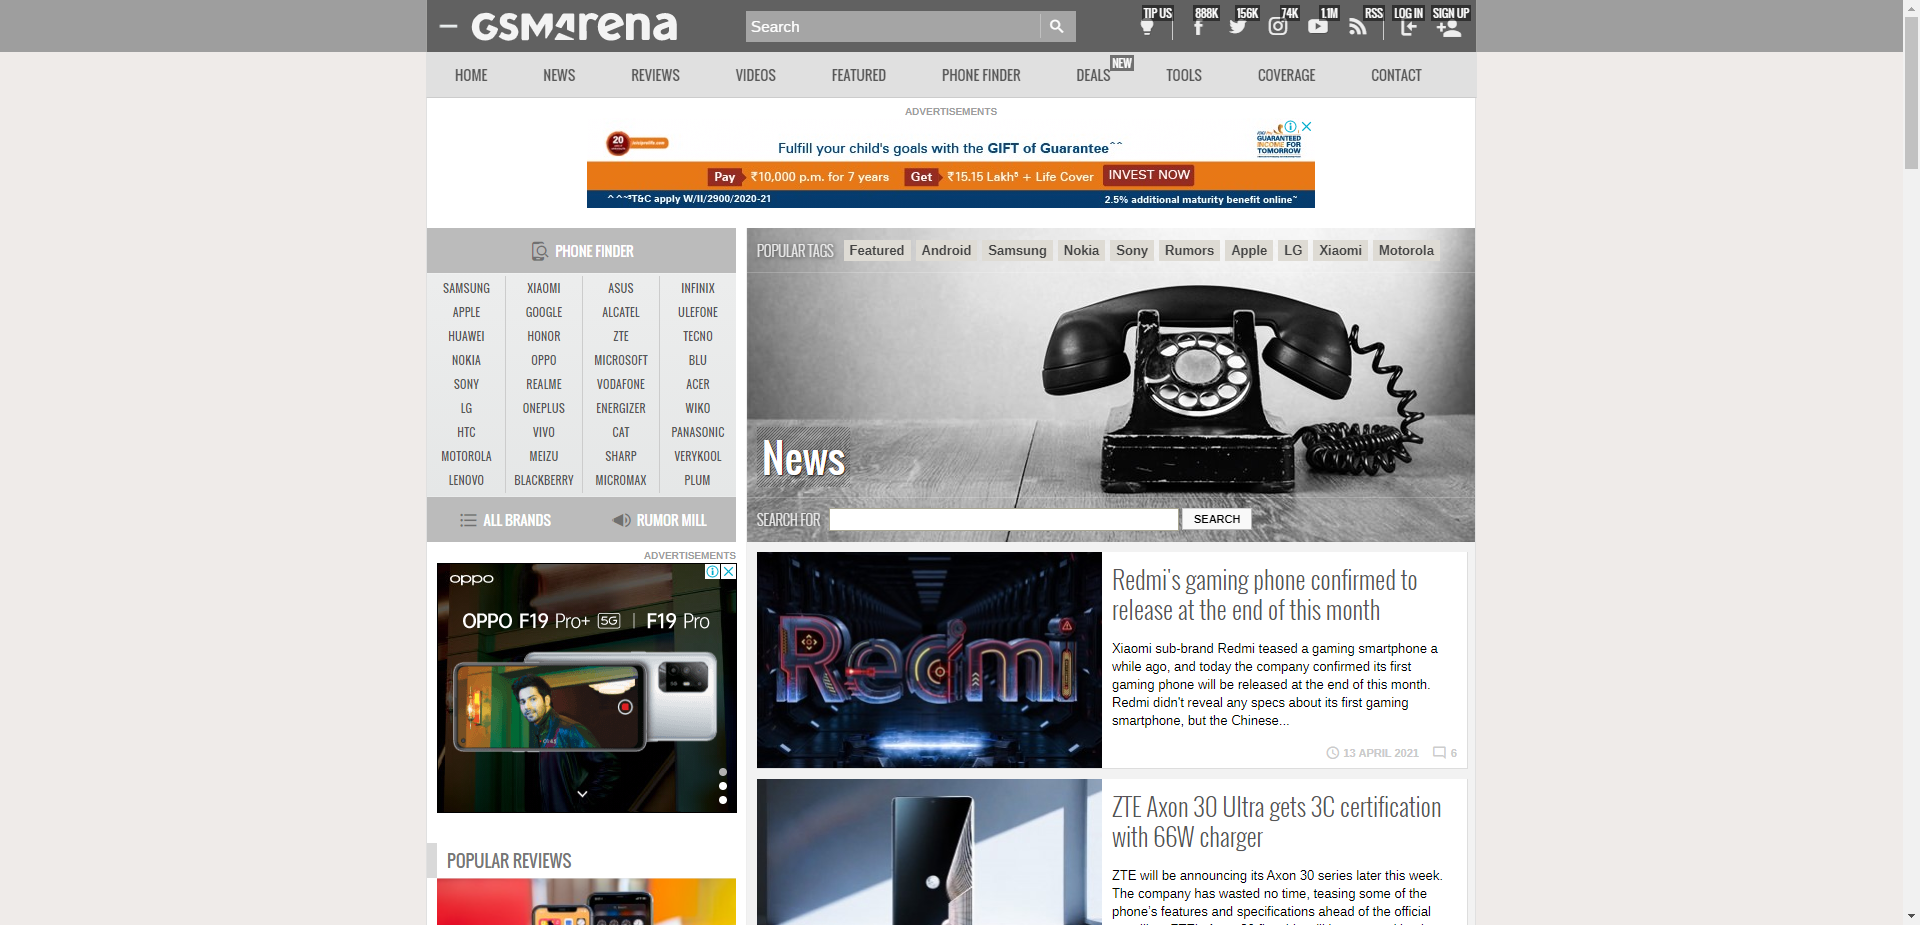 GSMarena
Search
TIP US
888K
156K
74K
1.1M
RSS
LOG IN
SIGN UP
HOME
NEWS
REVIEWS
VIDEOS
FEATURED
PHONE FINDER
DEALS
NEW
TOOLS
COVERAGE
CONTACT
ADVERTISEMENTS
20
Fulfill your child's goals with the GIFT of Guarantee^^
GUARANTEED
INCOME FOR
TOMORROW
Pay ₹10,000 p.m. for 7 years Get ₹15.15 Lakh⁸ + Life Cover INVEST NOW
T&C apply W/II/2900/2020-21
2.5% additional maturity benefit online~
PHONE FINDER
SAMSUNG XIAOMI ASUS INFINIX
APPLE GOOGLE ALCATEL ULEFONE
HUAWEI HONOR ZTE TECNO
NOKIA OPPO MICROSOFT BLU
SONY REALME VODAFONE ACER
LG ONEPLUS ENERGIZER WIKO
HTC VIVO CAT PANASONIC
MOTOROLA MEIZU SHARP VERYKOOL
LENOVO BLACKBERRY MICROMAX PLUM
ALL BRANDS RUMOR MILL
POPULAR TAGS Featured Android Samsung Nokia Sony Rumors Apple LG Xiaomi Motorola
News
SEARCH FOR SEARCH
ADVERTISEMENTS
oppo
OPPO F19 Pro+ 5G | F19 Pro
POPULAR REVIEWS
Redmi
Redmi's gaming phone confirmed to
release at the end of this month
Xiaomi sub-brand Redmi teased a gaming smartphone a
while ago, and today the company confirmed its first
gaming phone will be released at the end of this month.
Redmi didn't reveal any specs about its first gaming
smartphone, but the Chinese...
13 APRIL 2021 6
ZTE Axon 30 Ultra gets 3C certification
with 66W charger
ZTE will be announcing its Axon 30 series later this week.
The company has wasted no time, teasing some of the
phone's features and specifications ahead of the official